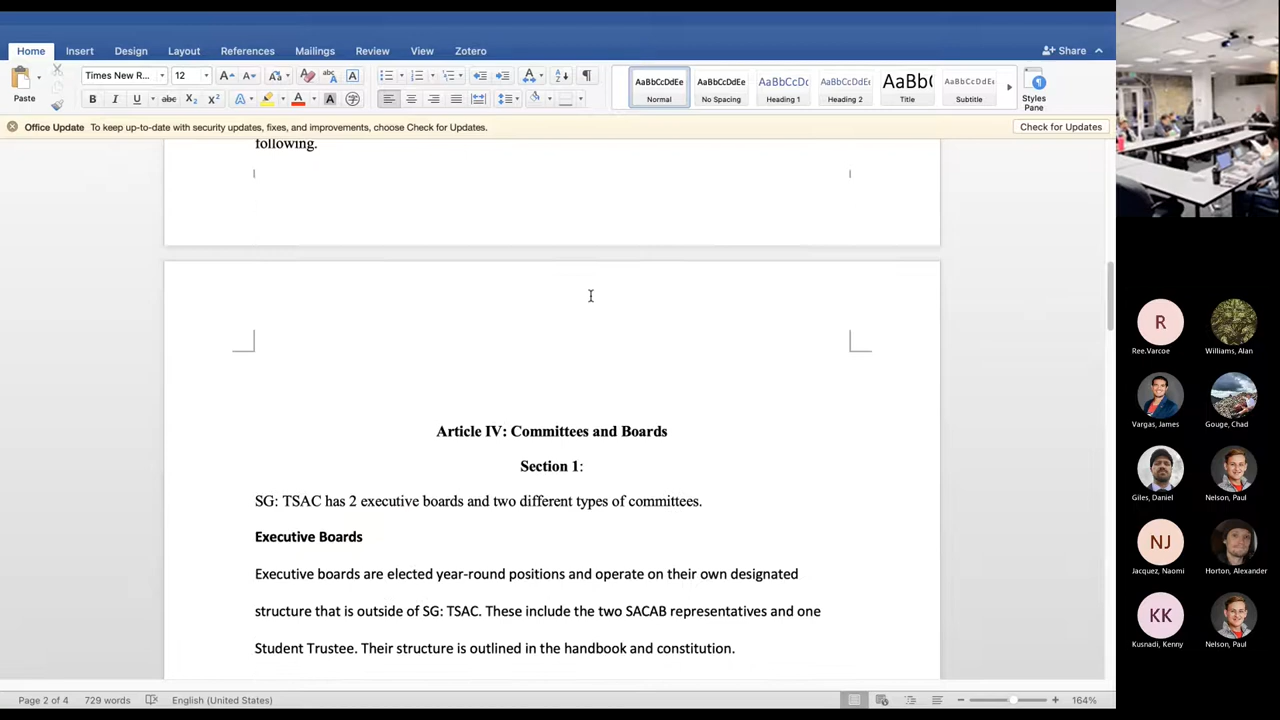 Home Insert Design Layout References Mailings Review View Zotero Share
Times New R... 12 AaBbCcDdEe AaBbCcDdEe AaBbCcDc AaBbCcDdEe AaBb( AaBbCcDdEe
Paste B I U abc X₂ X² A A A Normal No Spacing Heading 1 Heading 2 Title Subtitle Styles Pane
Office Update To keep up-to-date with security updates, fixes, and improvements, choose Check for Updates. Check for Updates
following.
Article IV: Committees and Boards
Section 1:
SG: TSAC has 2 executive boards and two different types of committees.
Executive Boards
Executive boards are elected year-round positions and operate on their own designated
structure that is outside of SG: TSAC. These include the two SACAB representatives and one
Student Trustee. Their structure is outlined in the handbook and constitution.
Page 2 of 4 729 words English (United States) 164%
R
Ree.Varcoe Williams, Alan
Vargas, James Gouge, Chad
Giles, Daniel Nelson, Paul
NJ
Jacquez, Naomi Horton, Alexander
KK
Kusnadi, Kenny Nelson, Paul